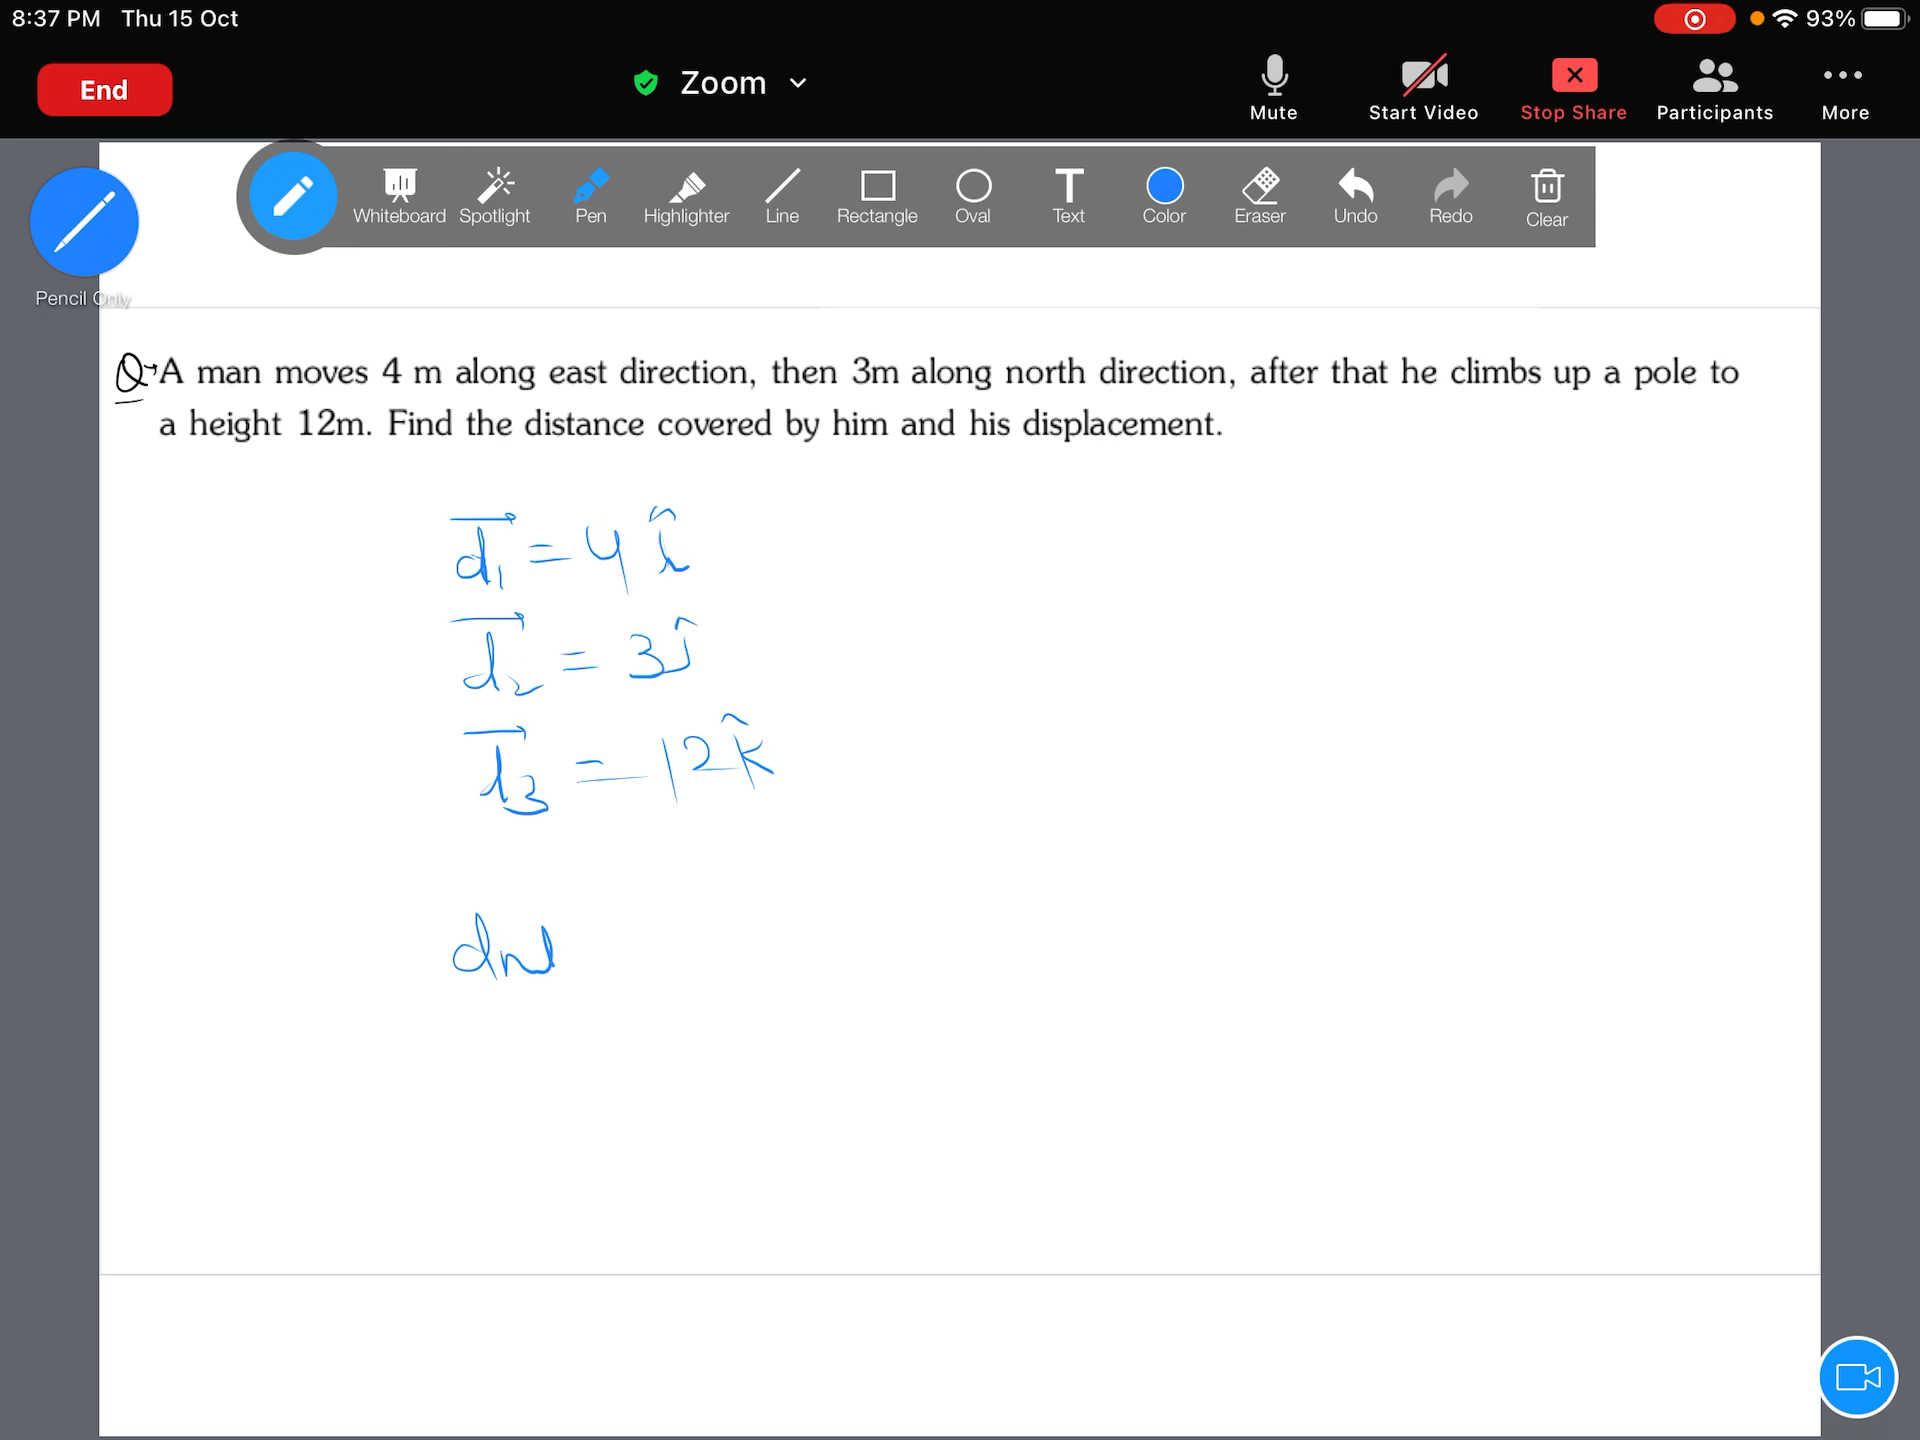 8:37 PM Thu 15 Oct
93%
End
Zoom
Mute
Start Video
Stop Share
Participants
More
Whiteboard
Spotlight
Pen
Highlighter
Line
Rectangle
Oval
Text
Color
Eraser
Undo
Redo
Clear
Pencil Only
Q→ A man moves 4 m along east direction, then 3m along north direction, after that he climbs up a pole to
a height 12m. Find the distance covered by him and his displacement.
d₁⃗ = 4 î
d₂⃗ = 3ĵ
d₃⃗ = 12k̂